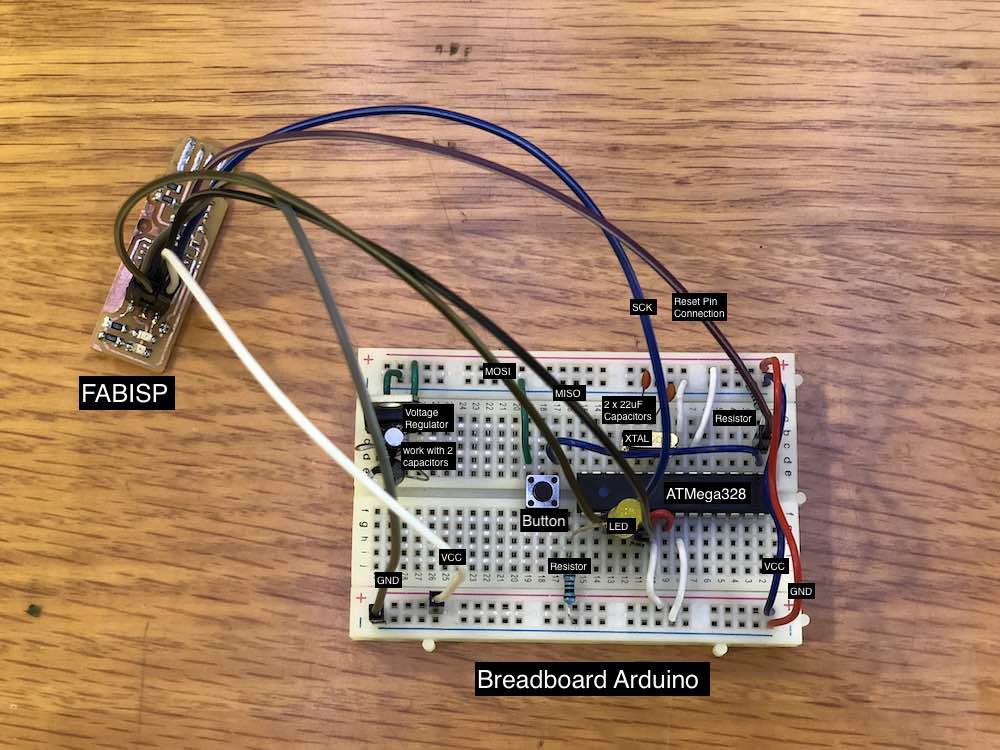 SCK
Reset Pin
Connection
FABISP
MOSI
MISO
2 x 22uF
Capacitors
Voltage
Regulator
Resistor
XTAL
work with 2
capacitors
ATMega328
Button
LED
VCC
Resistor
VCC
GND
GND
Breadboard Arduino